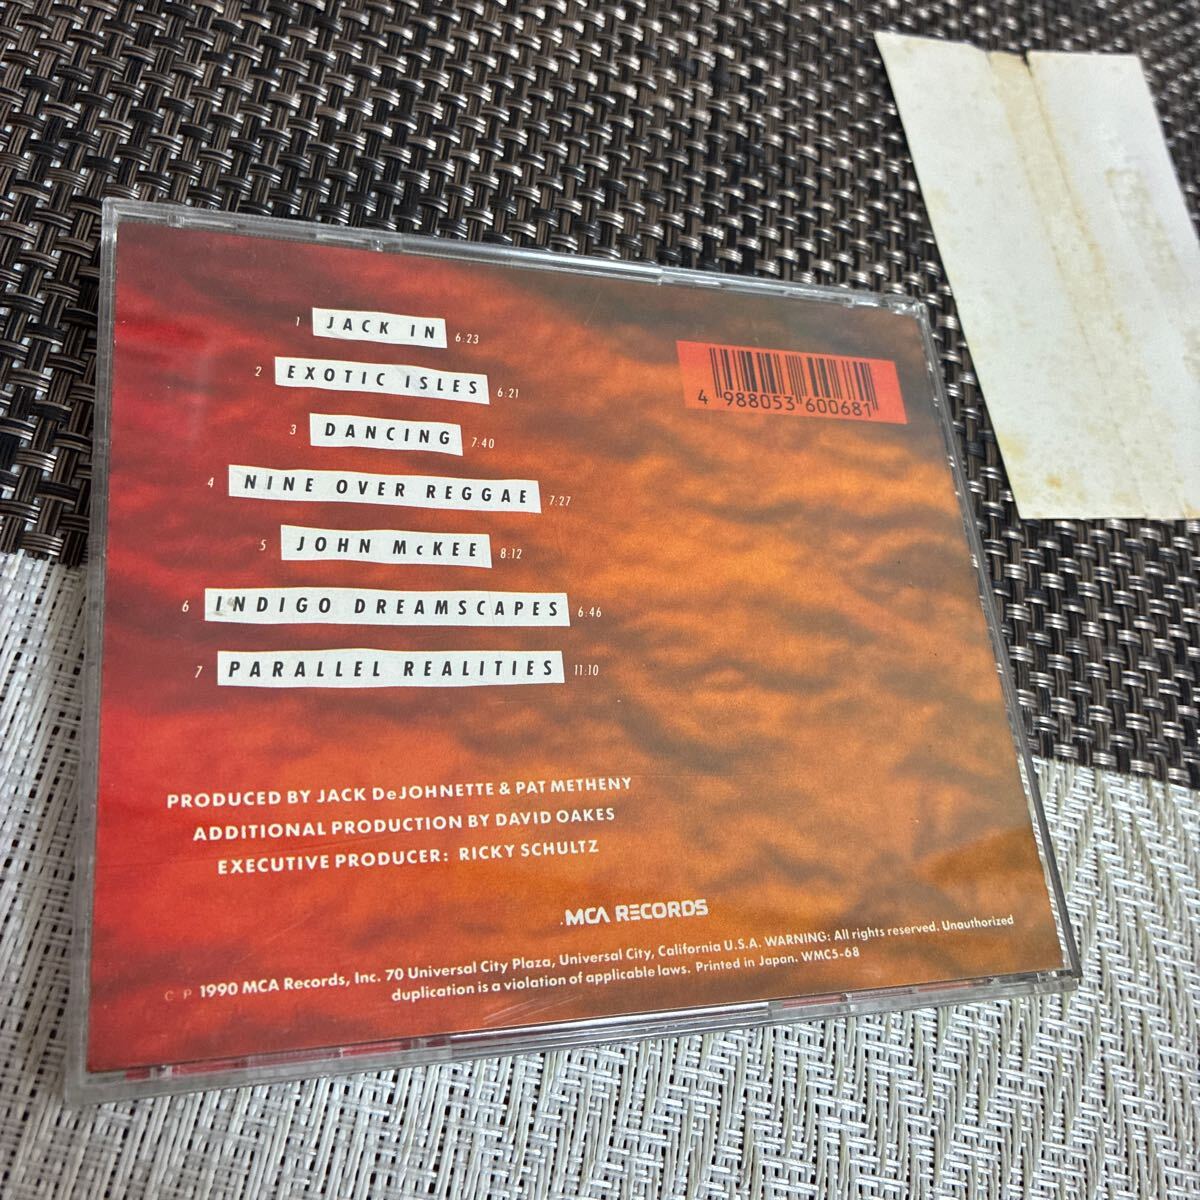 1 JACK IN 6:23
2 EXOTIC ISLES 6:21
3 DANCING 7:40
4 NINE OVER REGGAE 7:27
5 JOHN McKEE 8:12
6 INDIGO DREAMSCAPES 6:46
7 PARALLEL REALITIES 11:10
4 988053 600681
PRODUCED BY JACK DeJOHNETTE & PAT METHENY
ADDITIONAL PRODUCTION BY DAVID OAKES
EXECUTIVE PRODUCER: RICKY SCHULTZ
MCA RECORDS
C P 1990 MCA Records, Inc. 70 Universal City Plaza, Universal City, California U.S.A. WARNING: All rights reserved. Unauthorized
duplication is a violation of applicable laws. Printed in Japan. WMC5-68